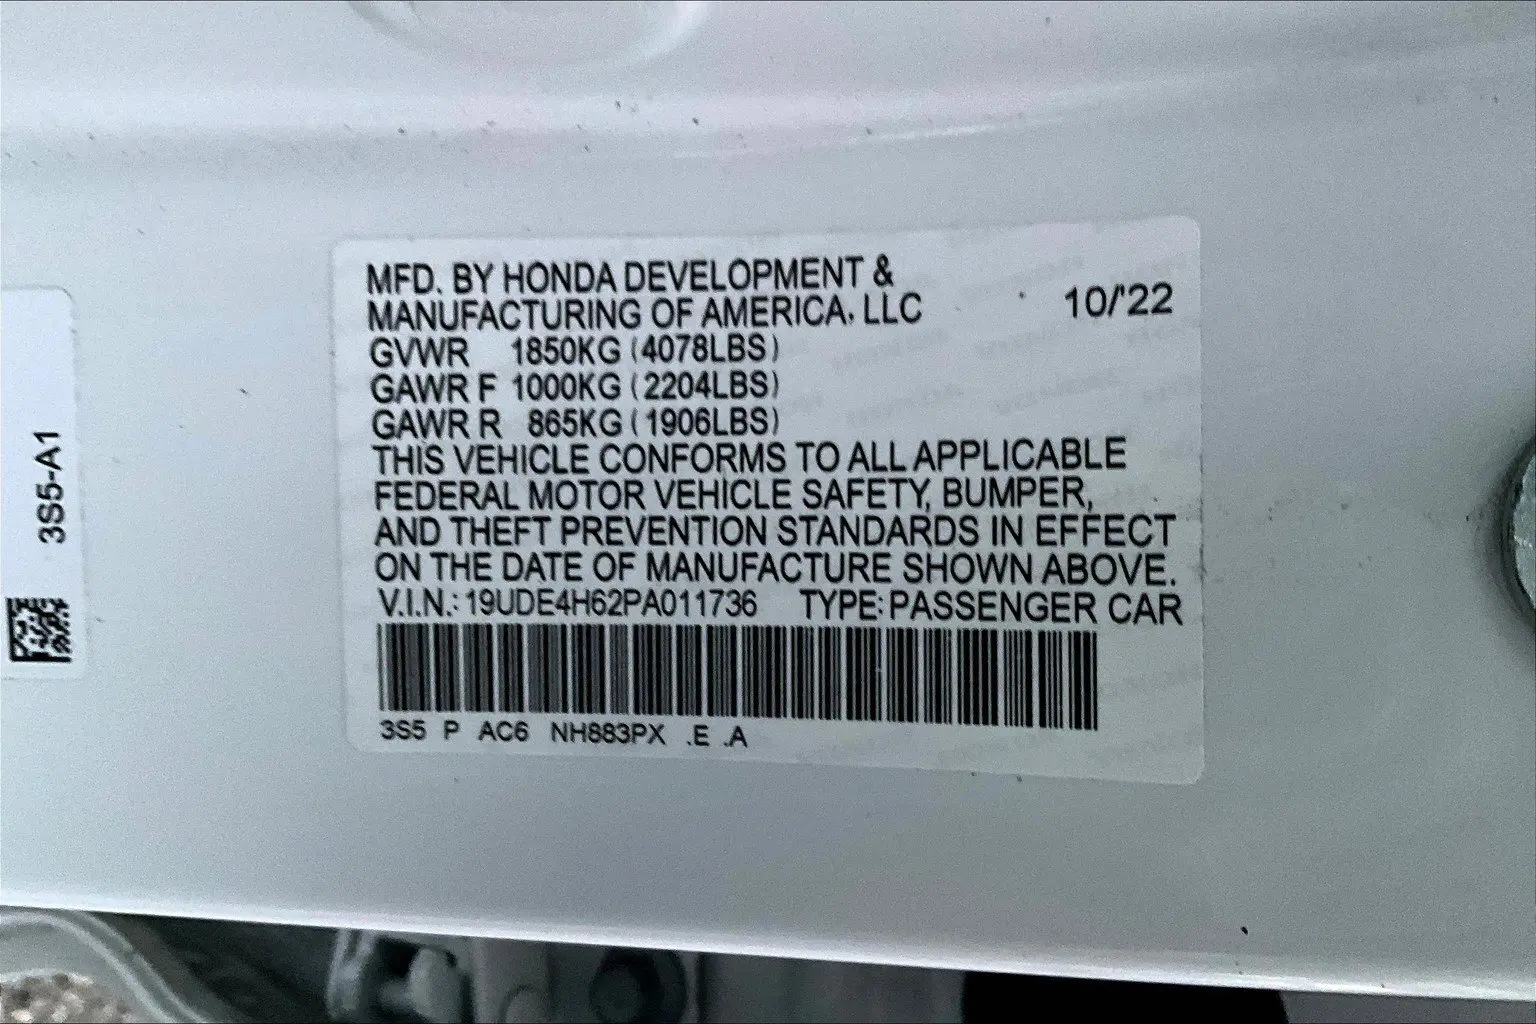 MFD. BY HONDA DEVELOPMENT &
MANUFACTURING OF AMERICA, LLC 10/'22
GVWR 1850KG (4078LBS)
GAWR F 1000KG (2204LBS)
GAWR R 865KG (1906LBS)
THIS VEHICLE CONFORMS TO ALL APPLICABLE
FEDERAL MOTOR VEHICLE SAFETY, BUMPER,
AND THEFT PREVENTION STANDARDS IN EFFECT
ON THE DATE OF MANUFACTURE SHOWN ABOVE.
V.I.N.: 19UDE4H62PA011736 TYPE: PASSENGER CAR
3S5 P AC6 NH883PX .E .A
3S5-A1